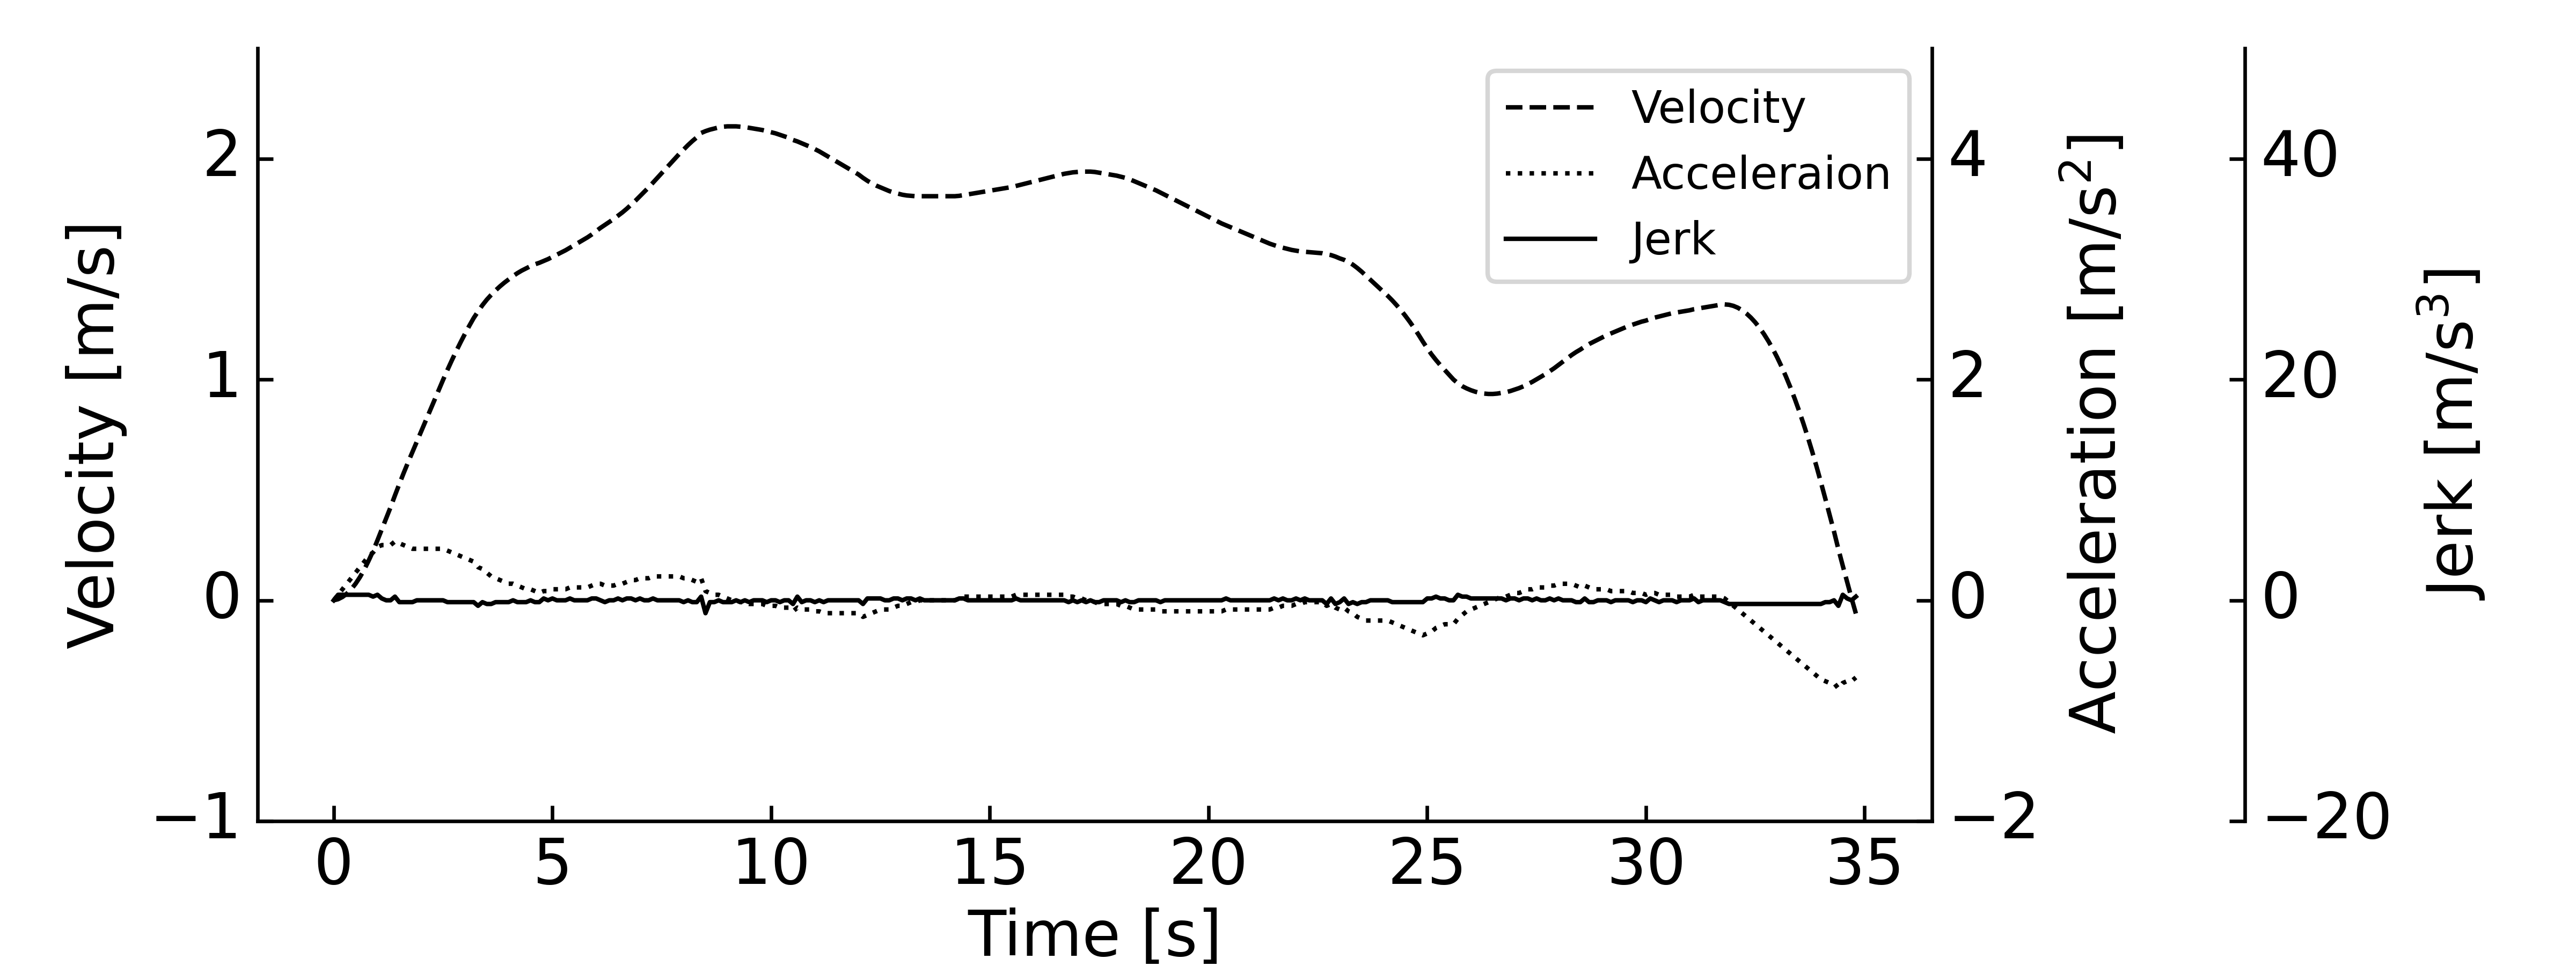 Velocity [m/s]
2
1
0
−1
0 5 10 15 20 25 30 35
Time [s]
Velocity
Acceleraion
Jerk
4
2
0
−2
Acceleration [m/s²]
40
20
0
−20
Jerk [m/s³]